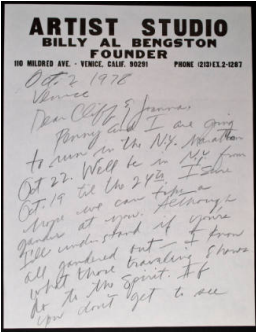 ARTIST STUDIO
BILLY AL BENGSTON
FOUNDER
110 MILDRED AVE. - VENICE, CALIF. 90291 PHONE (213) EX. 2-1287
Oct. 2 1978
Venice
Dear Cliff &
Penny and I are going
to run in the N.Y. Marathon
Oct 22. We'll be in N.Y. from
Oct. 19 til the 24th. I sure
hope we can take a
gander at you. Although
I'll understand if you're
all gandered out — I know
what those traveling shows
do to the spirit. If
you don't get to see